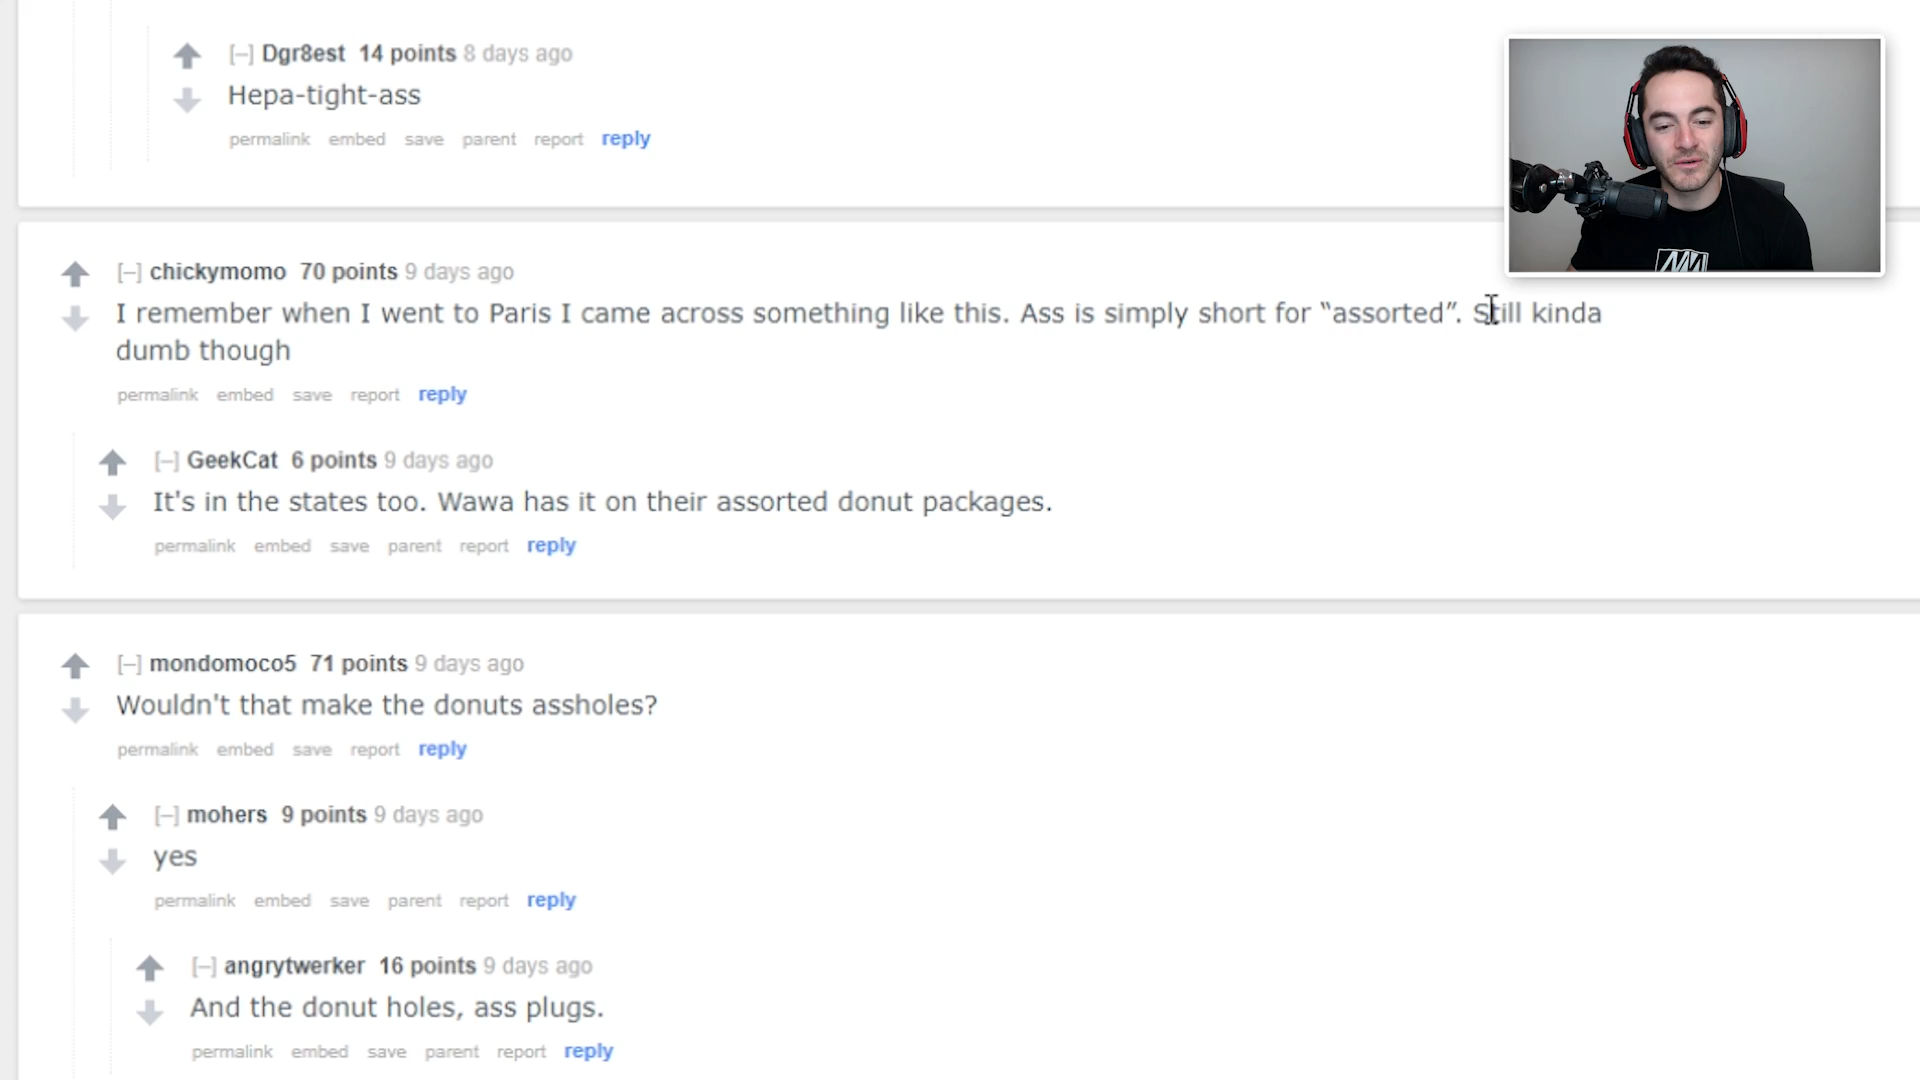 [–] Dgr8est 14 points 8 days ago
Hepa-tight-ass
permalink embed save parent report reply
[–] chickymomo 70 points 9 days ago
I remember when I went to Paris I came across something like this. Ass is simply short for “assorted”. Still kinda
dumb though
permalink embed save report reply
[–] GeekCat 6 points 9 days ago
It's in the states too. Wawa has it on their assorted donut packages.
permalink embed save parent report reply
[–] mondomoco5 71 points 9 days ago
Wouldn't that make the donuts assholes?
permalink embed save report reply
[–] mohers 9 points 9 days ago
yes
permalink embed save parent report reply
[–] angrytwerker 16 points 9 days ago
And the donut holes, ass plugs.
permalink embed save parent report reply